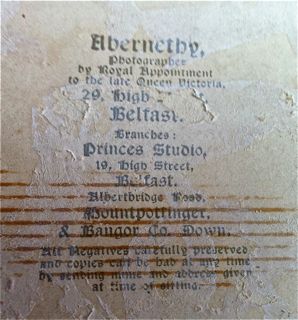 Abernethy,
Photographer
by Royal Appointment
to the late Queen Victoria,
29, High
Belfast.
Branches:
Princes Studio,
19, High Street,
Belfast.
Albertbridge Road,
Mountpottinger,
& Bangor Co. Down.
All Negatives carefully preserved
and copies can be had at any time
by sending name and address given
at time of sitting.